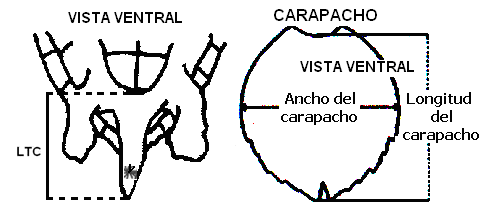 VISTA VENTRAL
LTC
CARAPACHO
VISTA VENTRAL
Ancho del
carapacho
Longitud
del
carapacho